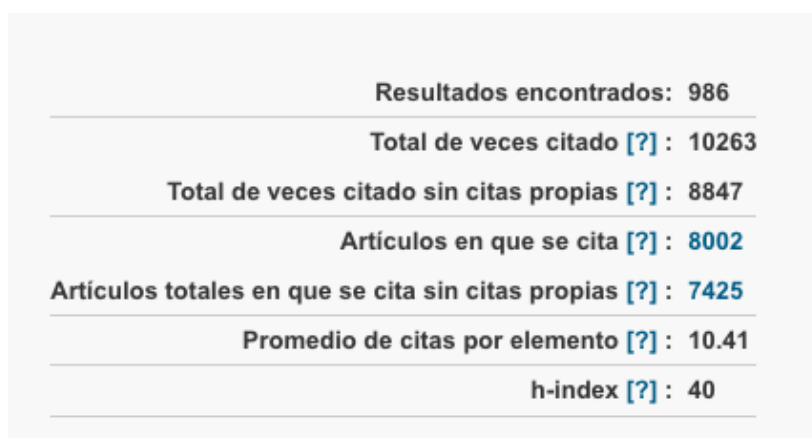 Resultados encontrados: 986
Total de veces citado [?] : 10263
Total de veces citado sin citas propias [?] : 8847
Artículos en que se cita [?] : 8002
Artículos totales en que se cita sin citas propias [?] : 7425
Promedio de citas por elemento [?] : 10.41
h-index [?] : 40